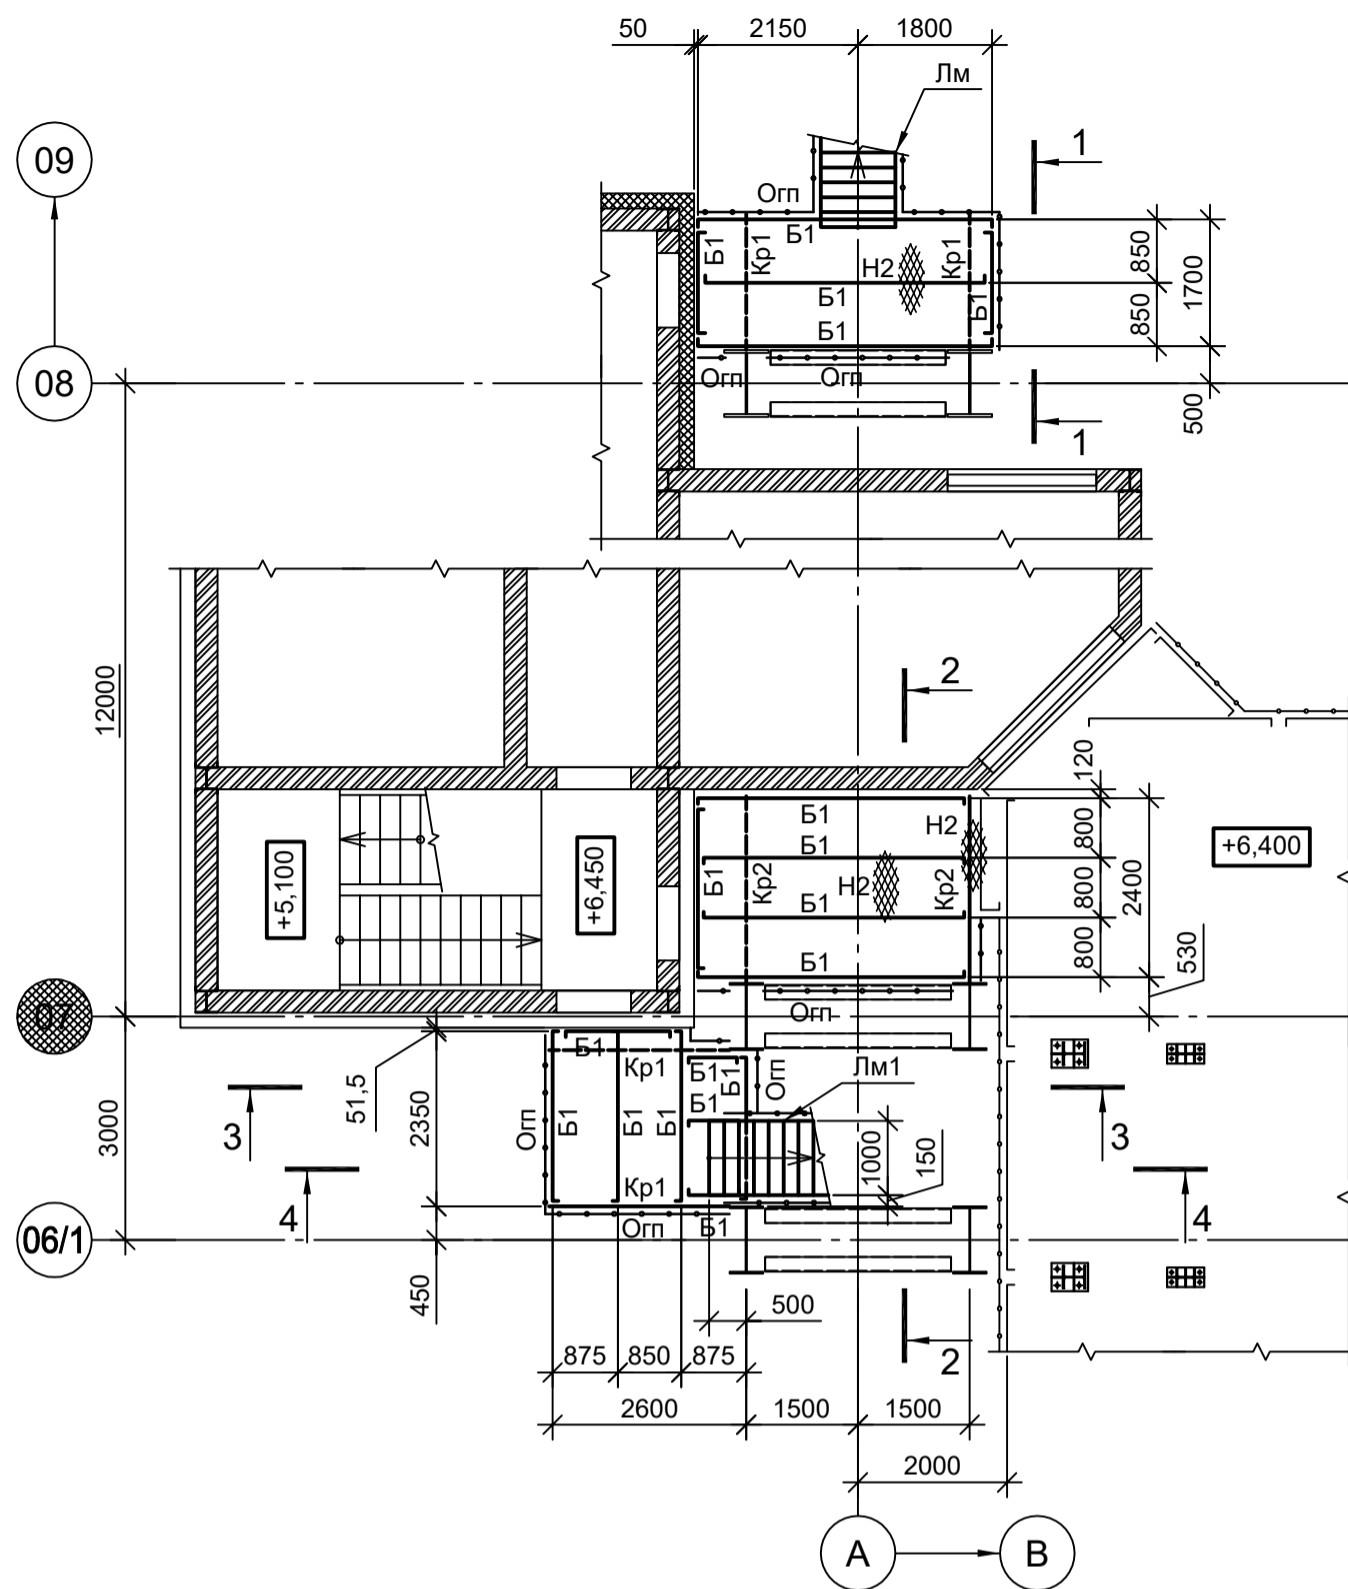 50
2150
1800
Лм
09
1
Огп
Б1
Б1
Кр1
Н2
Кр1
Б1
Б1
Б1
850
850
1700
08
Огп
Огп
500
1
12000
2
120
Б1
Н2
Б1
+5,100
+6,450
Б1
Кр2
Н2
Кр2
Б1
Б1
800
800
800
2400
+6,400
530
07
Огп
51,5
Б1
Кр1
Б1
Б1
Б1
Огп
Лм1
3000
3
2350
Огп
Б1
Б1
Б1
1000
150
3
Кр1
4
Огп
Б1
4
06/1
450
500
2
875
850
875
2600
1500
1500
2000
А
В